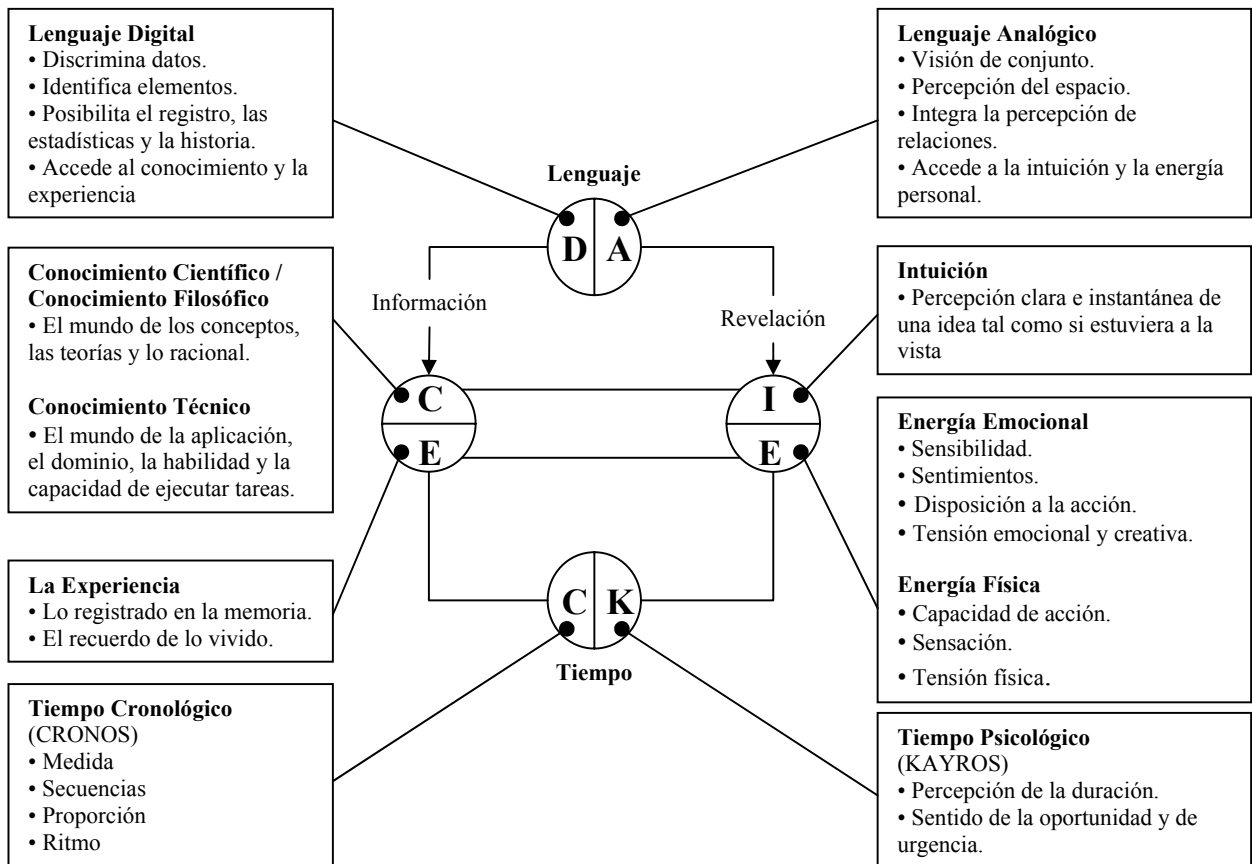 Lenguaje Digital
• Discrimina datos.
• Identifica elementos.
• Posibilita el registro, las
estadísticas y la historia.
• Accede al conocimiento y la
experiencia
Lenguaje Analógico
• Visión de conjunto.
• Percepción del espacio.
• Integra la percepción de
relaciones.
• Accede a la intuición y la energía
personal.
Lenguaje
D A
Información
Revelación
Conocimiento Científico /
Conocimiento Filosófico
• El mundo de los conceptos,
las teorías y lo racional.
Conocimiento Técnico
• El mundo de la aplicación,
el dominio, la habilidad y la
capacidad de ejecutar tareas.
C
E
I
E
Intuición
• Percepción clara e instantánea de
una idea tal como si estuviera a la
vista
Energía Emocional
• Sensibilidad.
• Sentimientos.
• Disposición a la acción.
• Tensión emocional y creativa.
Energía Física
• Capacidad de acción.
• Sensación.
• Tensión física.
La Experiencia
• Lo registrado en la memoria.
• El recuerdo de lo vivido.
C K
Tiempo
Tiempo Cronológico
(CRONOS)
• Medida
• Secuencias
• Proporción
• Ritmo
Tiempo Psicológico
(KAYROS)
• Percepción de la duración.
• Sentido de la oportunidad y de
urgencia.